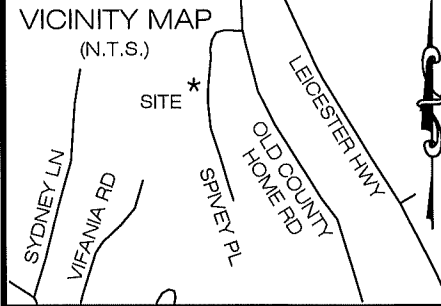 VICINITY MAP
(N.T.S.)
SITE *
SYDNEY LN
VIFANIA RD
SPIVEY PL
OLD COUNTY
HOME RD
LEICESTER HWY